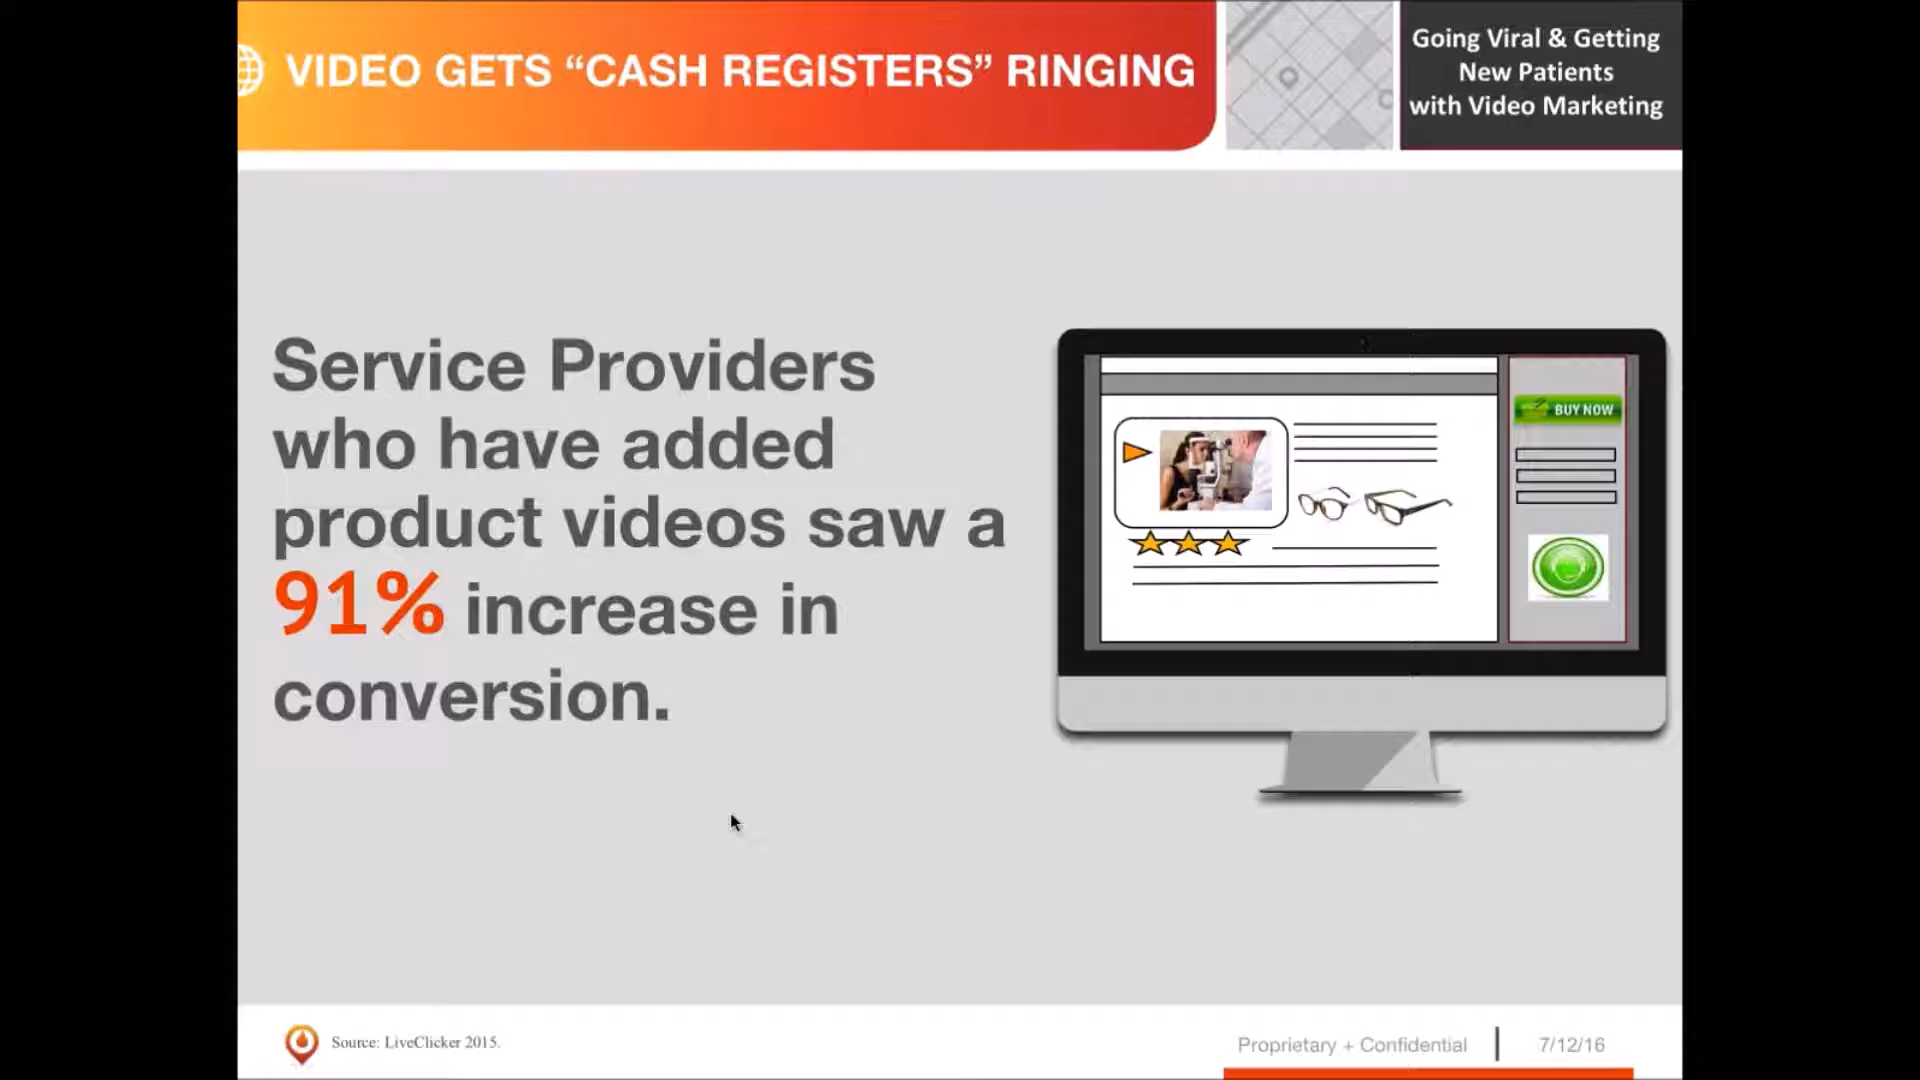 VIDEO GETS “CASH REGISTERS” RINGING
Going Viral & Getting
New Patients
with Video Marketing
Service Providers
who have added
product videos saw a
91% increase in
conversion.
BUY NOW
Source: LiveClicker 2015.
Proprietary + Confidential
7/12/16